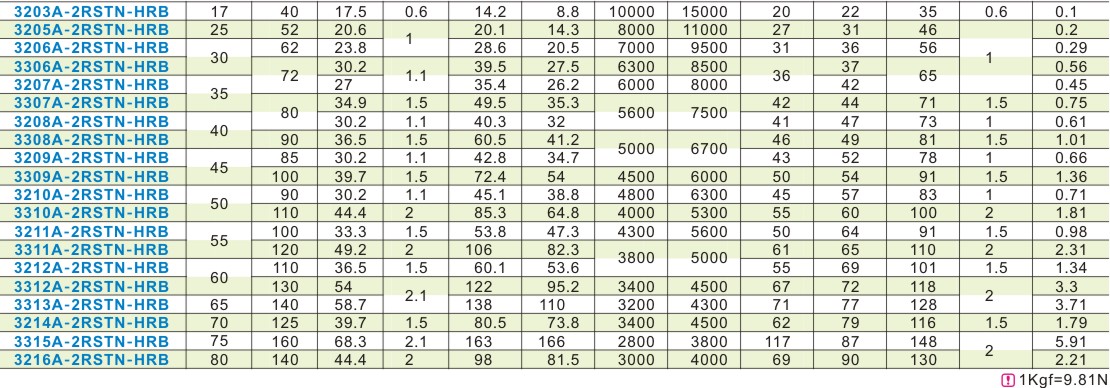 3203A-2RSTN-HRB 17 40 17.5 0.6 14.2 8.8 10000 15000 20 22 35 0.6 0.1
3205A-2RSTN-HRB 25 52 20.6 1 20.1 14.3 8000 11000 27 31 46 1 0.2
3206A-2RSTN-HRB 30 62 23.8 28.6 20.5 7000 9500 31 36 56 0.29
3306A-2RSTN-HRB 72 30.2 1.1 39.5 27.5 6300 8500 36 37 65 0.56
3207A-2RSTN-HRB 35 27 35.4 26.2 6000 8000 42 0.45
3307A-2RSTN-HRB 80 34.9 1.5 49.5 35.3 5600 7500 42 44 71 1.5 0.75
3208A-2RSTN-HRB 40 30.2 1.1 40.3 32 41 47 73 1 0.61
3308A-2RSTN-HRB 90 36.5 1.5 60.5 41.2 5000 6700 46 49 81 1.5 1.01
3209A-2RSTN-HRB 45 85 30.2 1.1 42.8 34.7 43 52 78 1 0.66
3309A-2RSTN-HRB 100 39.7 1.5 72.4 54 4500 6000 50 54 91 1.5 1.36
3210A-2RSTN-HRB 50 90 30.2 1.1 45.1 38.8 4800 6300 45 57 83 1 0.71
3310A-2RSTN-HRB 110 44.4 2 85.3 64.8 4000 5300 55 60 100 2 1.81
3211A-2RSTN-HRB 55 100 33.3 1.5 53.8 47.3 4300 5600 50 64 91 1.5 0.98
3311A-2RSTN-HRB 120 49.2 2 106 82.3 3800 5000 61 65 110 2 2.31
3212A-2RSTN-HRB 60 110 36.5 1.5 60.1 53.6 55 69 101 1.5 1.34
3312A-2RSTN-HRB 130 54 2.1 122 95.2 3400 4500 67 72 118 2 3.3
3313A-2RSTN-HRB 65 140 58.7 138 110 3200 4300 71 77 128 3.71
3214A-2RSTN-HRB 70 125 39.7 1.5 80.5 73.8 3400 4500 62 79 116 1.5 1.79
3315A-2RSTN-HRB 75 160 68.3 2.1 163 166 2800 3800 117 87 148 2 5.91
3216A-2RSTN-HRB 80 140 44.4 2 98 81.5 3000 4000 69 90 130 2.21
! 1Kgf=9.81N